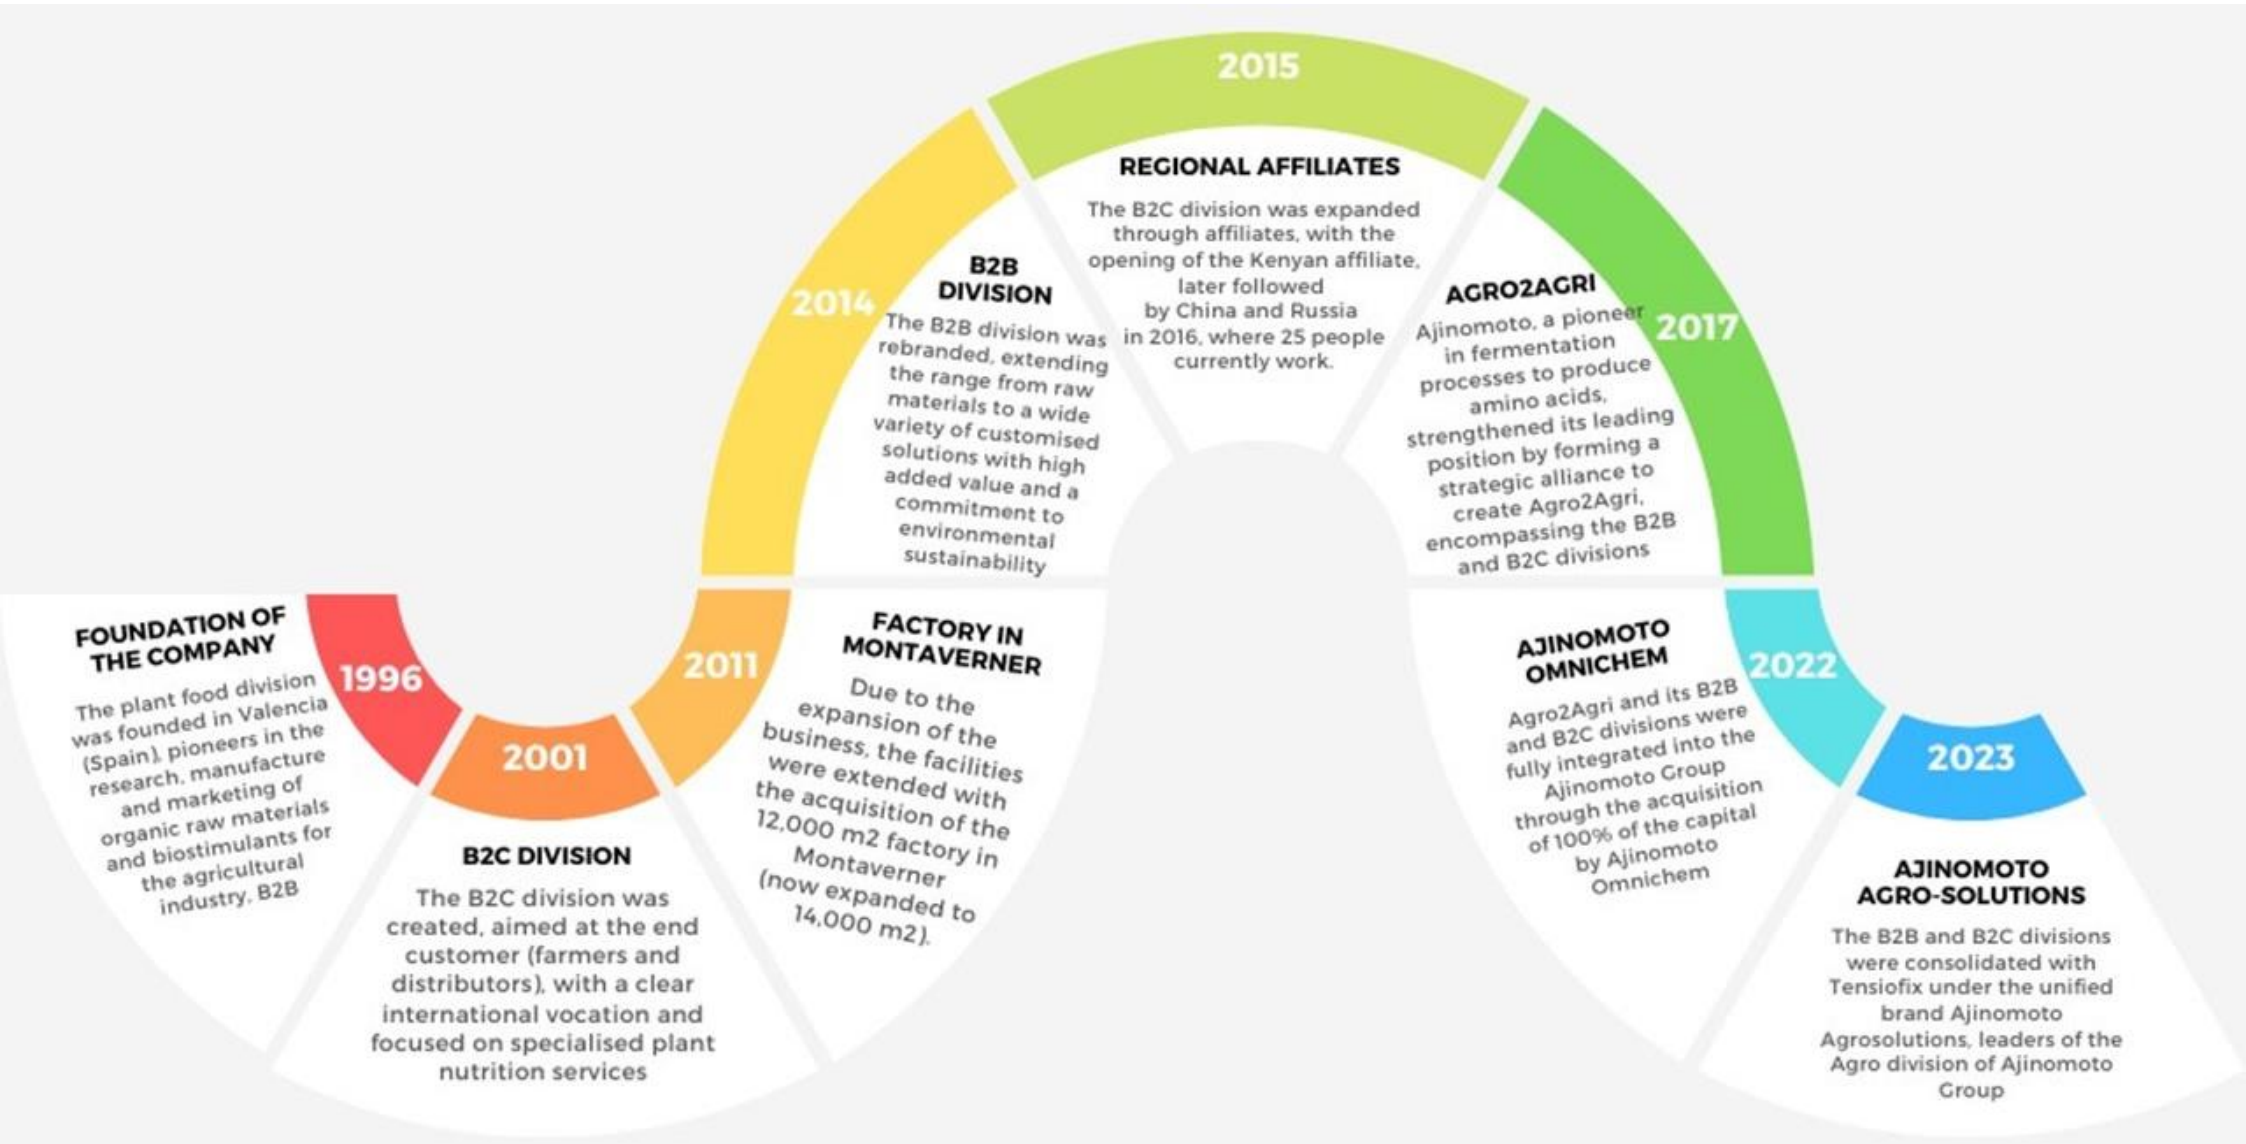 1996
FOUNDATION OF
THE COMPANY
The plant food division
was founded in Valencia
(Spain), pioneers in the
research, manufacture
and marketing of
organic raw materials
and biostimulants for
the agricultural
industry, B2B
2001
B2C DIVISION
The B2C division was
created, aimed at the end
customer (farmers and
distributors), with a clear
international vocation and
focused on specialised plant
nutrition services
2011
FACTORY IN
MONTAVERNER
Due to the
expansion of the
business, the facilities
were extended with
the acquisition of the
12,000 m2 factory in
Montaverner
(now expanded to
14,000 m2).
2014
B2B
DIVISION
The B2B division was
rebranded, extending
the range from raw
materials to a wide
variety of customised
solutions with high
added value and a
commitment to
environmental
sustainability
2015
REGIONAL AFFILIATES
The B2C division was expanded
through affiliates, with the
opening of the Kenyan affiliate,
later followed
by China and Russia
in 2016, where 25 people
currently work.
2017
AGRO2AGRI
Ajinomoto, a pioneer
in fermentation
processes to produce
amino acids,
strengthened its leading
position by forming a
strategic alliance to
create Agro2Agri,
encompassing the B2B
and B2C divisions
2022
AJINOMOTO
OMNICHEM
Agro2Agri and its B2B
and B2C divisions were
fully integrated into the
Ajinomoto Group
through the acquisition
of 100% of the capital
by Ajinomoto
Omnichem
2023
AJINOMOTO
AGRO-SOLUTIONS
The B2B and B2C divisions
were consolidated with
Tensiofix under the unified
brand Ajinomoto
Agrosolutions, leaders of the
Agro division of Ajinomoto
Group